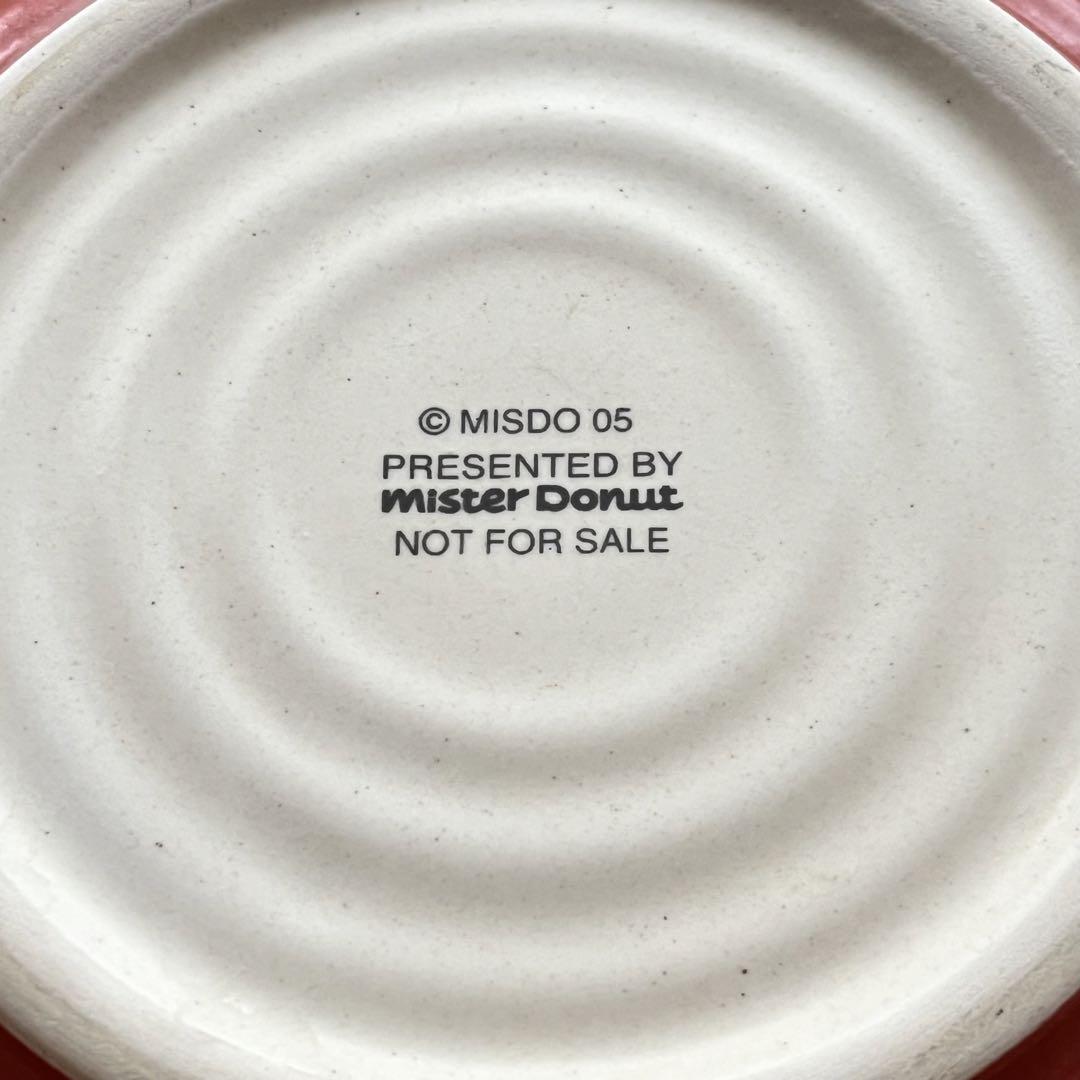 © MISDO 05
PRESENTED BY
mister Donut
NOT FOR SALE